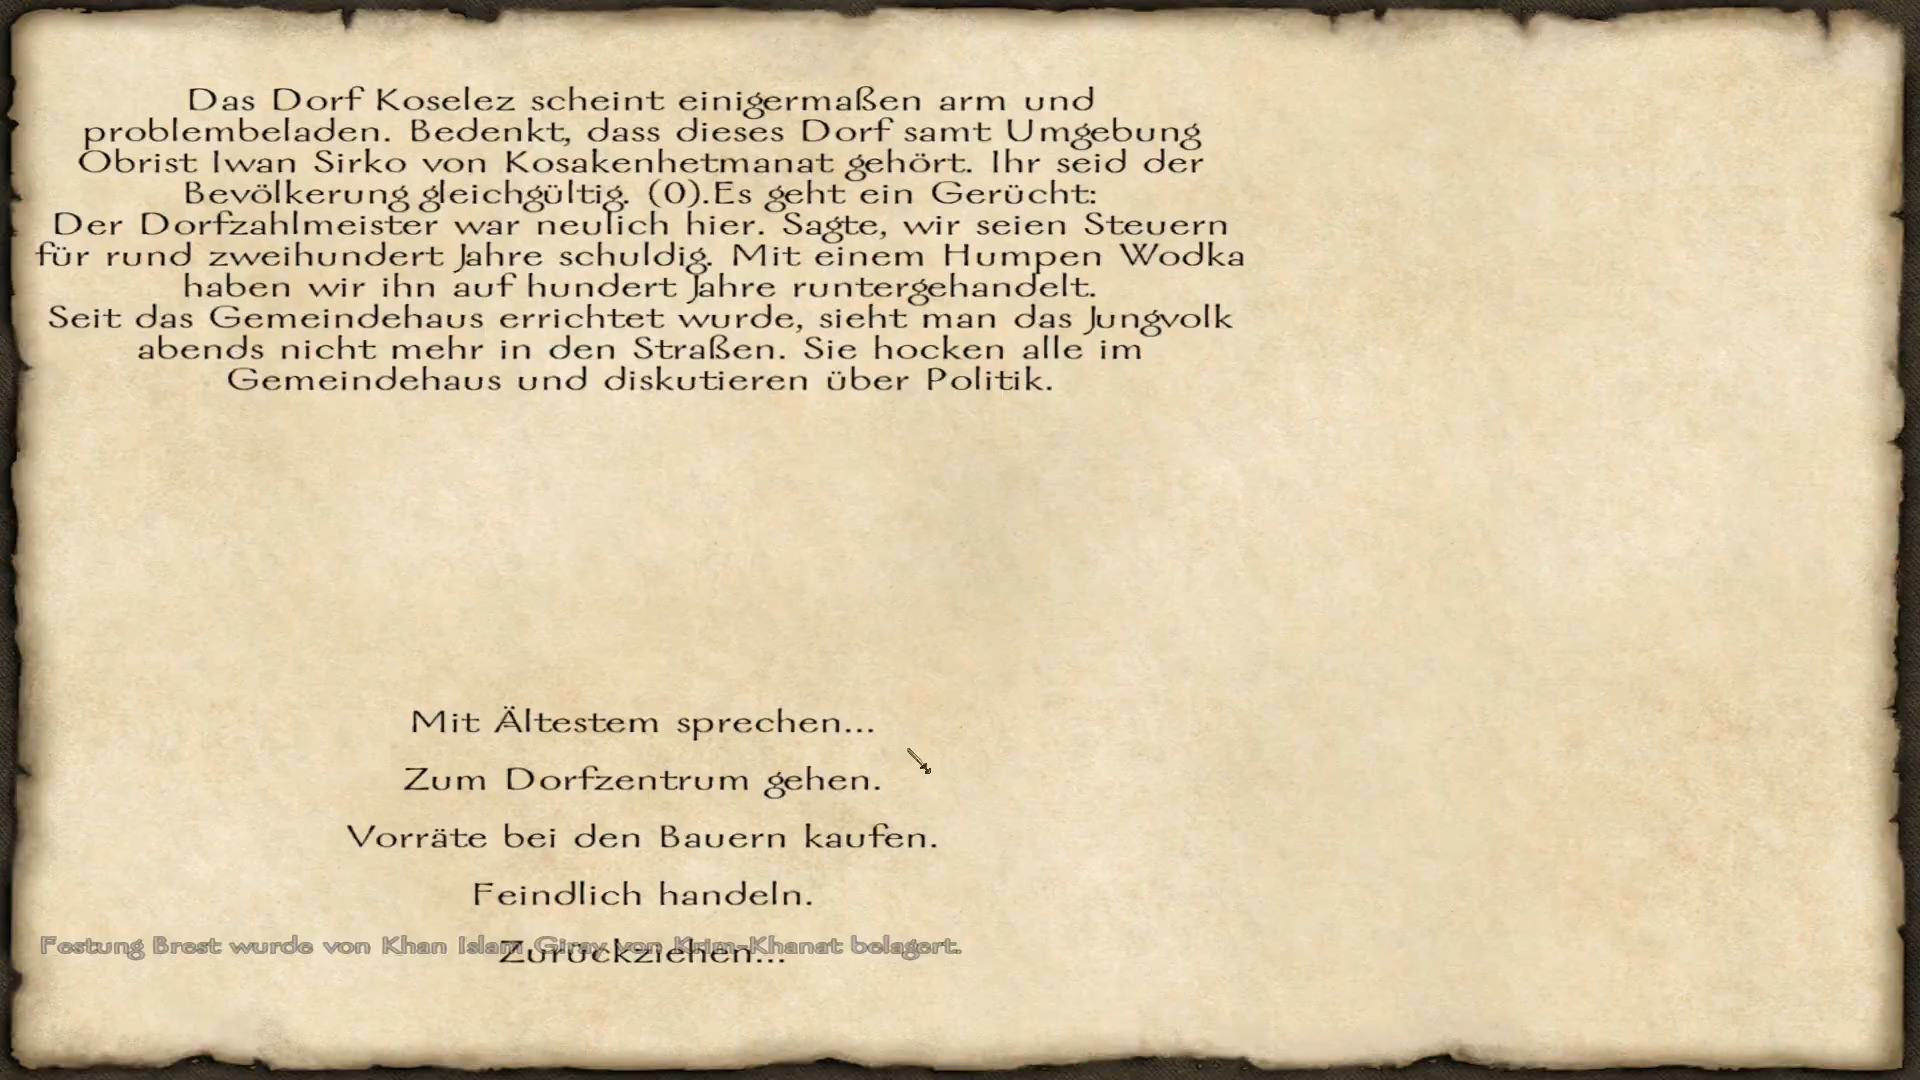 Das Dorf Koselez scheint einigermaßen arm und
problembeladen. Bedenkt, dass dieses Dorf samt Umgebung
Obrist Iwan Sirko von Kosakenhetmanat gehört. Ihr seid der
Bevölkerung gleichgültig. (0).Es geht ein Gerücht:
Der Dorfzahlmeister war neulich hier. Sagte, wir seien Steuern
für rund zweihundert Jahre schuldig. Mit einem Humpen Wodka
haben wir ihn auf hundert Jahre runtergehandelt.
Seit das Gemeindehaus errichtet wurde, sieht man das Jungvolk
abends nicht mehr in den Straßen. Sie hocken alle im
Gemeindehaus und diskutieren über Politik.
Mit Ältestem sprechen...
Zum Dorfzentrum gehen.
Vorräte bei den Bauern kaufen.
Feindlich handeln.
Festung Brest wurde von Khan Islam Giray von Krim-Khanat belagert.
Zurückziehen...